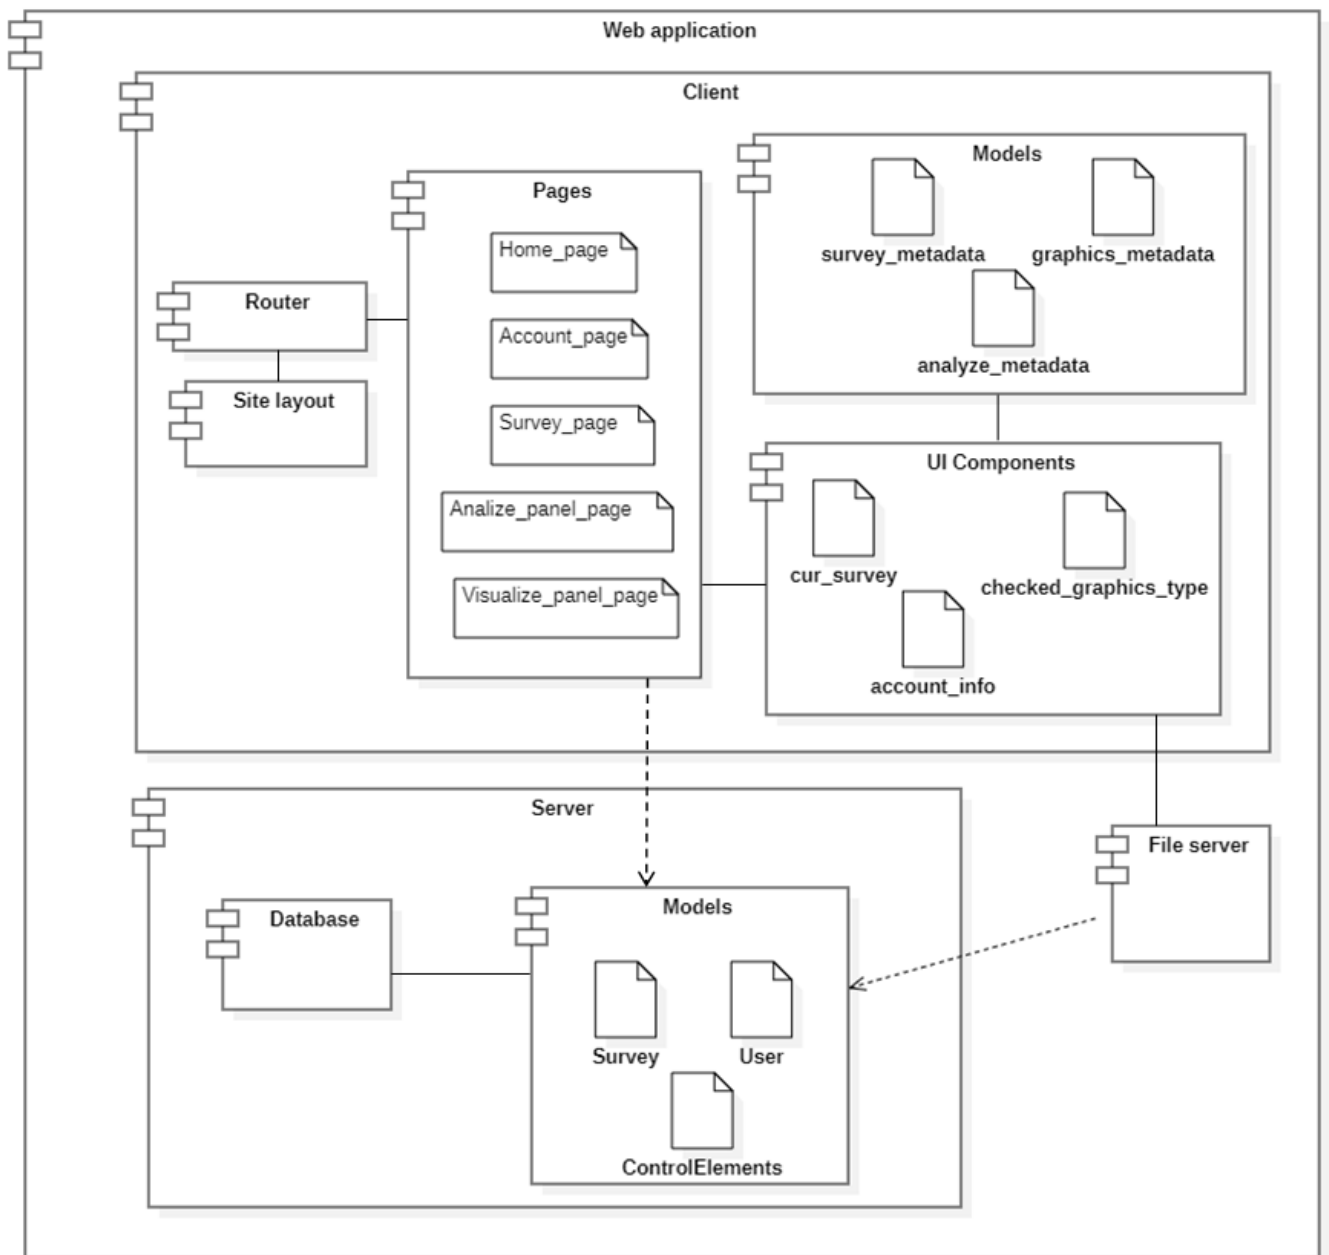 Web application
Client
Models
survey_metadata
graphics_metadata
analyze_metadata
Pages
Home_page
Account_page
Survey_page
Analize_panel_page
Visualize_panel_page
Router
Site layout
UI Components
cur_survey
checked_graphics_type
account_info
Server
File server
Database
Models
Survey
User
ControlElements